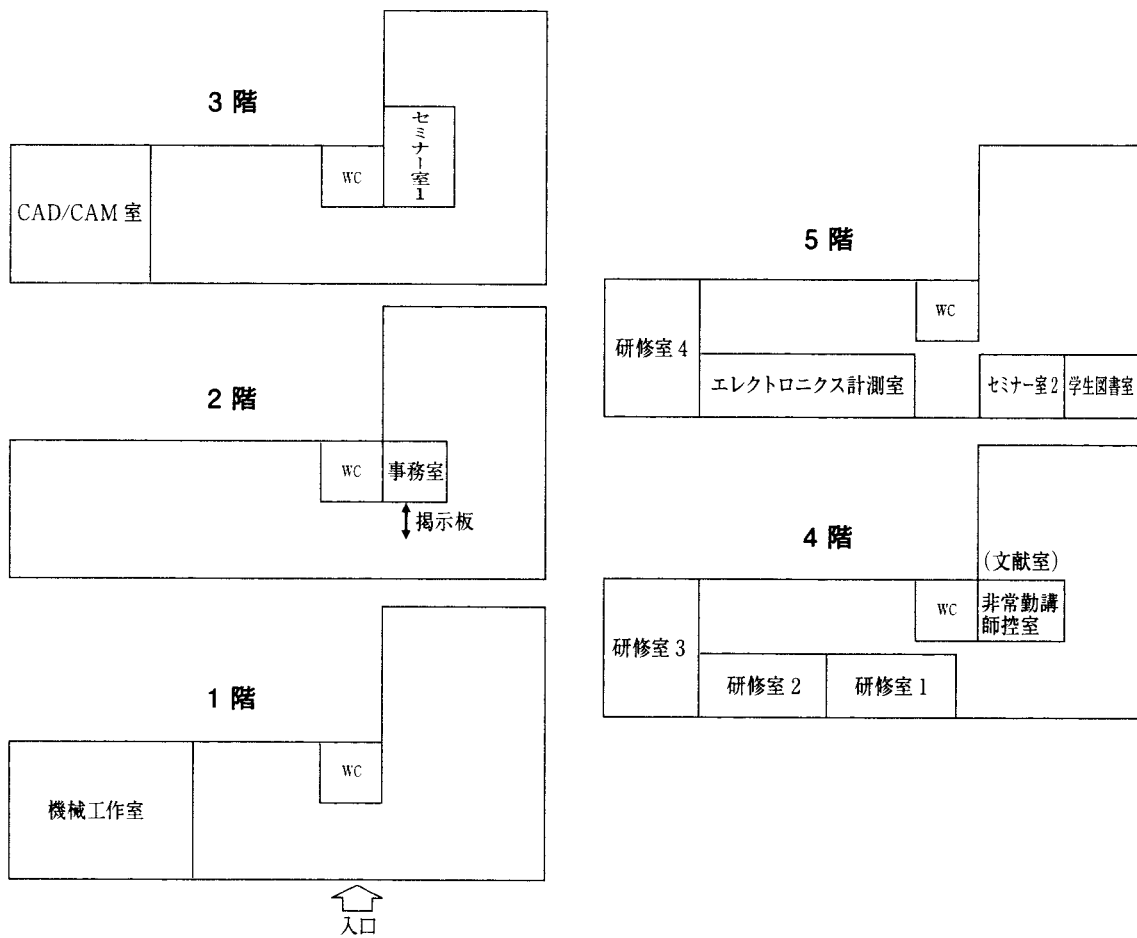 3 階
セミナー室1
WC
CAD/CAM 室
2 階
WC
事務室
掲示板
1 階
WC
機械工作室
入口
5 階
WC
研修室 4
エレクトロニクス計測室
セミナー室 2
学生図書室
4 階
(文献室)
WC
非常勤講
師控室
研修室 3
研修室 2
研修室 1